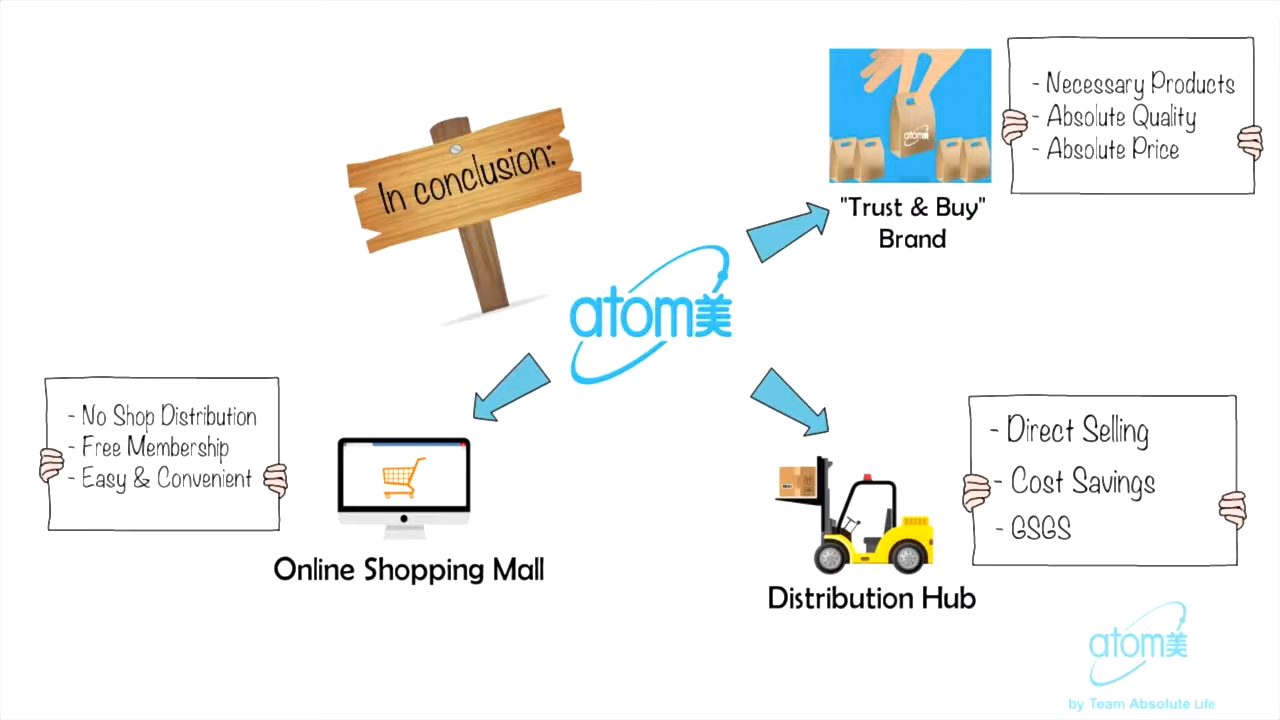 In conclusion:
atom美
atomy
"Trust & Buy"
Brand
- Necessary Products
- Absolute Quality
- Absolute Price
- No Shop Distribution
- Free Membership
- Easy & Convenient
Online Shopping Mall
- Direct Selling
- Cost Savings
- GSGS
Distribution Hub
atom美
by Team Absolute Life